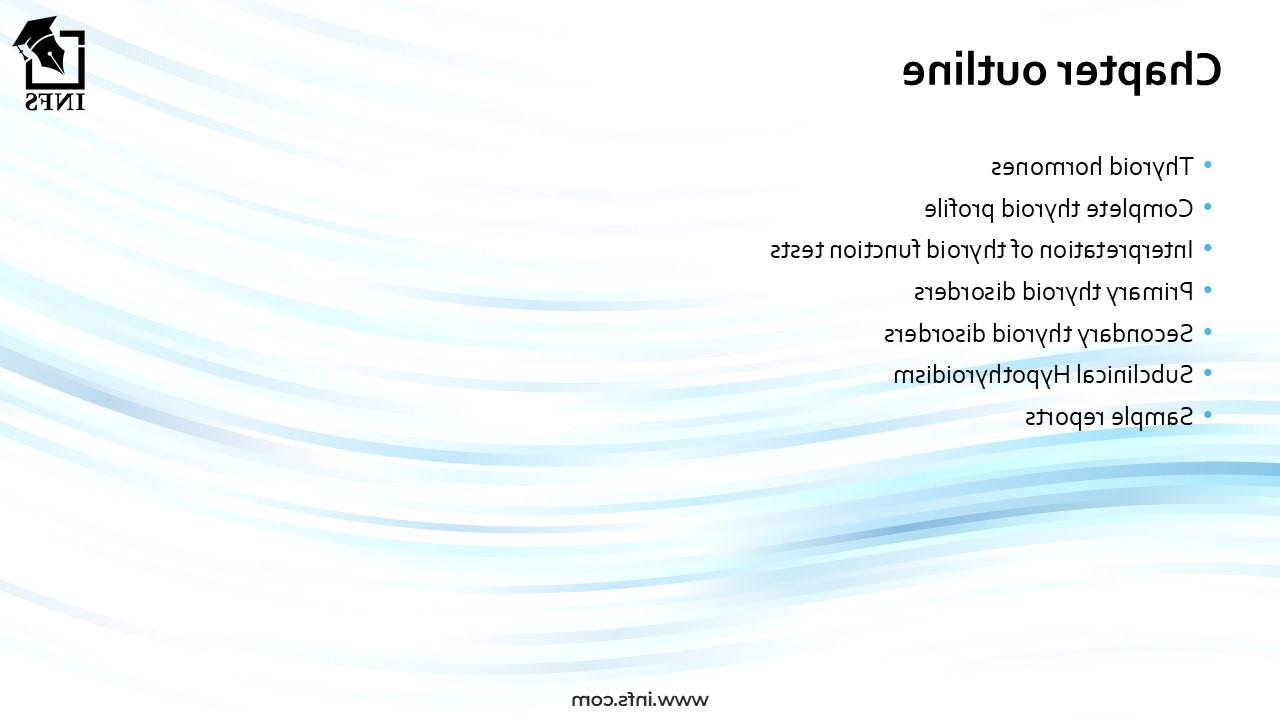 Chapter outline
INFS
• Thyroid hormones
• Complete thyroid profile
• Interpretation of thyroid function tests
• Primary thyroid disorders
• Secondary thyroid disorders
• Subclinical Hypothyroidism
• Sample reports
www.infs.com